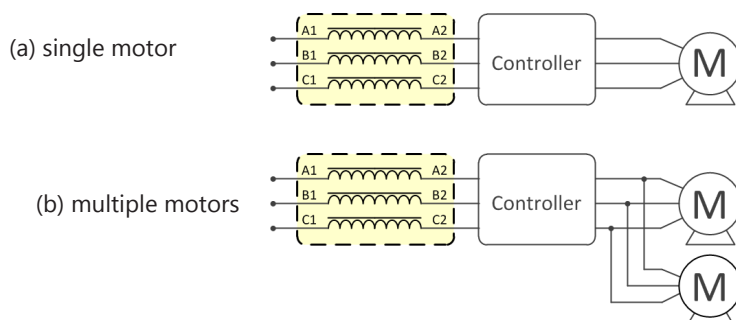 A1 A2
(a) single motor
B1 B2 Controller M
C1 C2
A1 A2
(b) multiple motors
B1 B2 Controller M
C1 C2
M